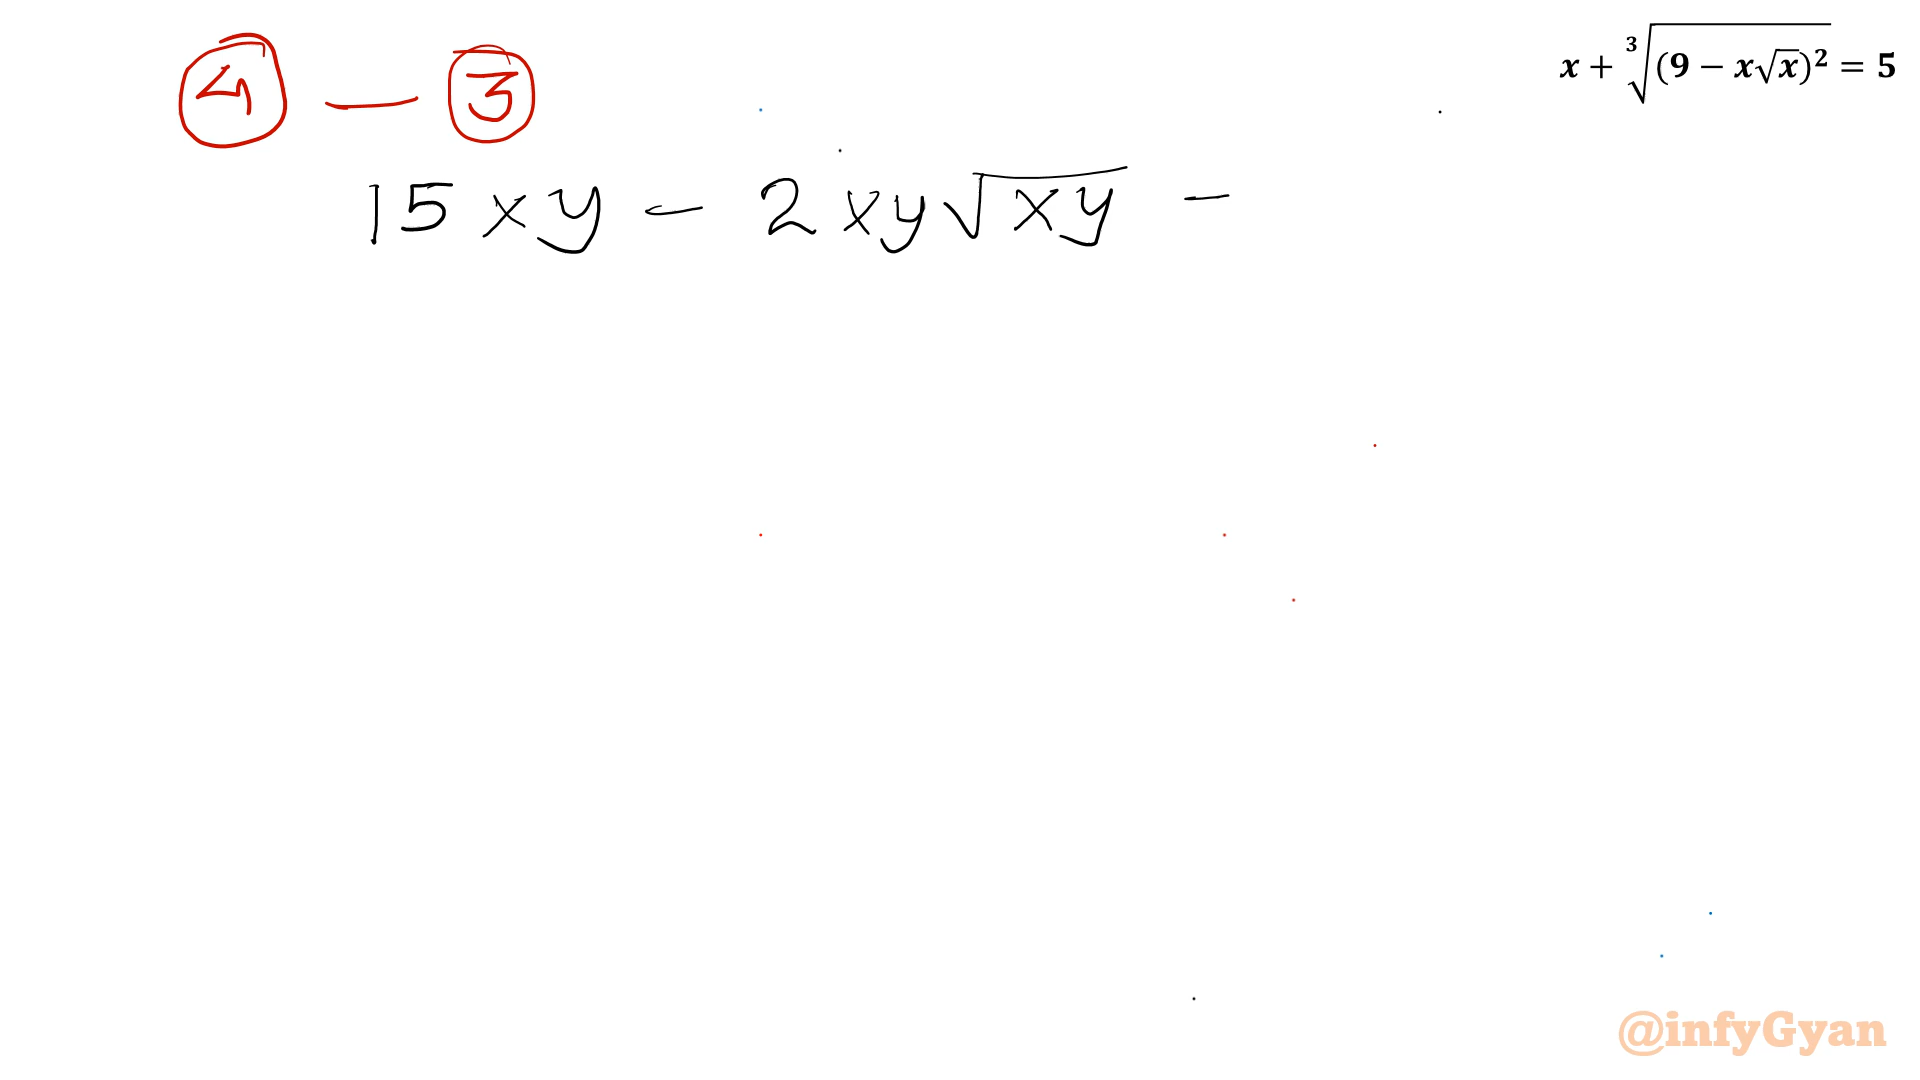 ④ — ③
x + ∛(9 − x√x)² = 5
15xy − 2xy√xy −
@infyGyan